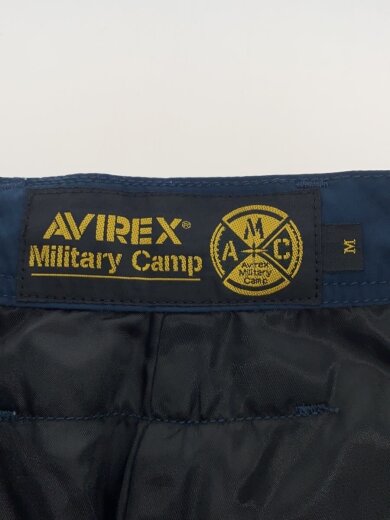 AVIREX®
Military Camp
M
A C
Avirex
Military
Camp
M